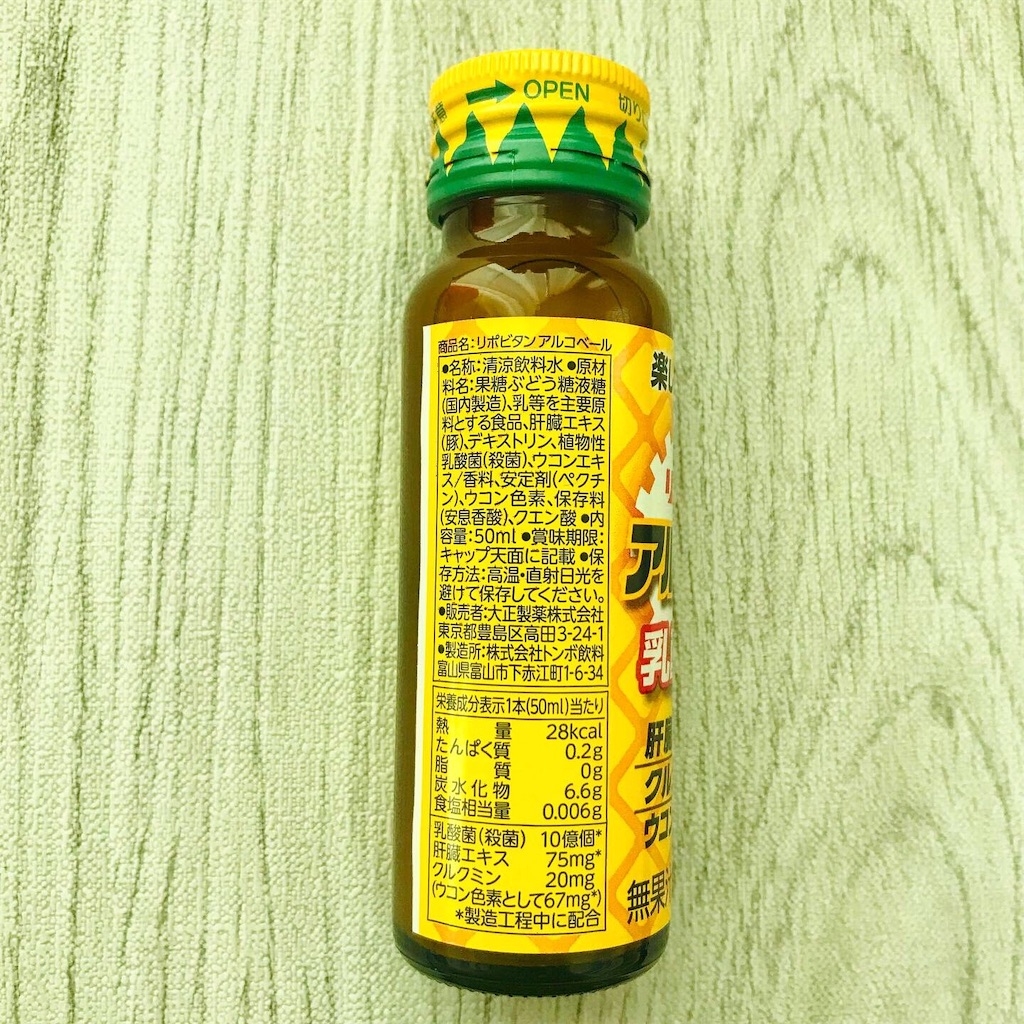 OPEN
切り
商品名:リポビタン アルコベール
●名称:清涼飲料水 ●原材
料名:果糖ぶどう糖液糖
(国内製造)、乳等を主要原
料とする食品、肝臓エキス
(豚)、デキストリン、植物性
乳酸菌(殺菌)、ウコンエキ
ス/香料、安定剤(ペクチ
ン)、ウコン色素、保存料
(安息香酸)、クエン酸 ●内
容量:50ml ●賞味期限:
キャップ天面に記載 ●保
存方法:高温・直射日光を
避けて保存してください。
●販売者:大正製薬株式会社
東京都豊島区高田3-24-1
●製造所:株式会社トンボ飲料
富山県富山市下赤江町1-6-34
栄養成分表示1本(50ml)当たり
熱量 28kcal
たんぱく質 0.2g
脂質 0g
炭水化物 6.6g
食塩相当量 0.006g
乳酸菌(殺菌) 10億個*
肝臓エキス 75mg*
クルクミン 20mg
(ウコン色素として67mg*)
*製造工程中に配合
楽し
アル
乳
肝臓
クル
ウコ
無果汁